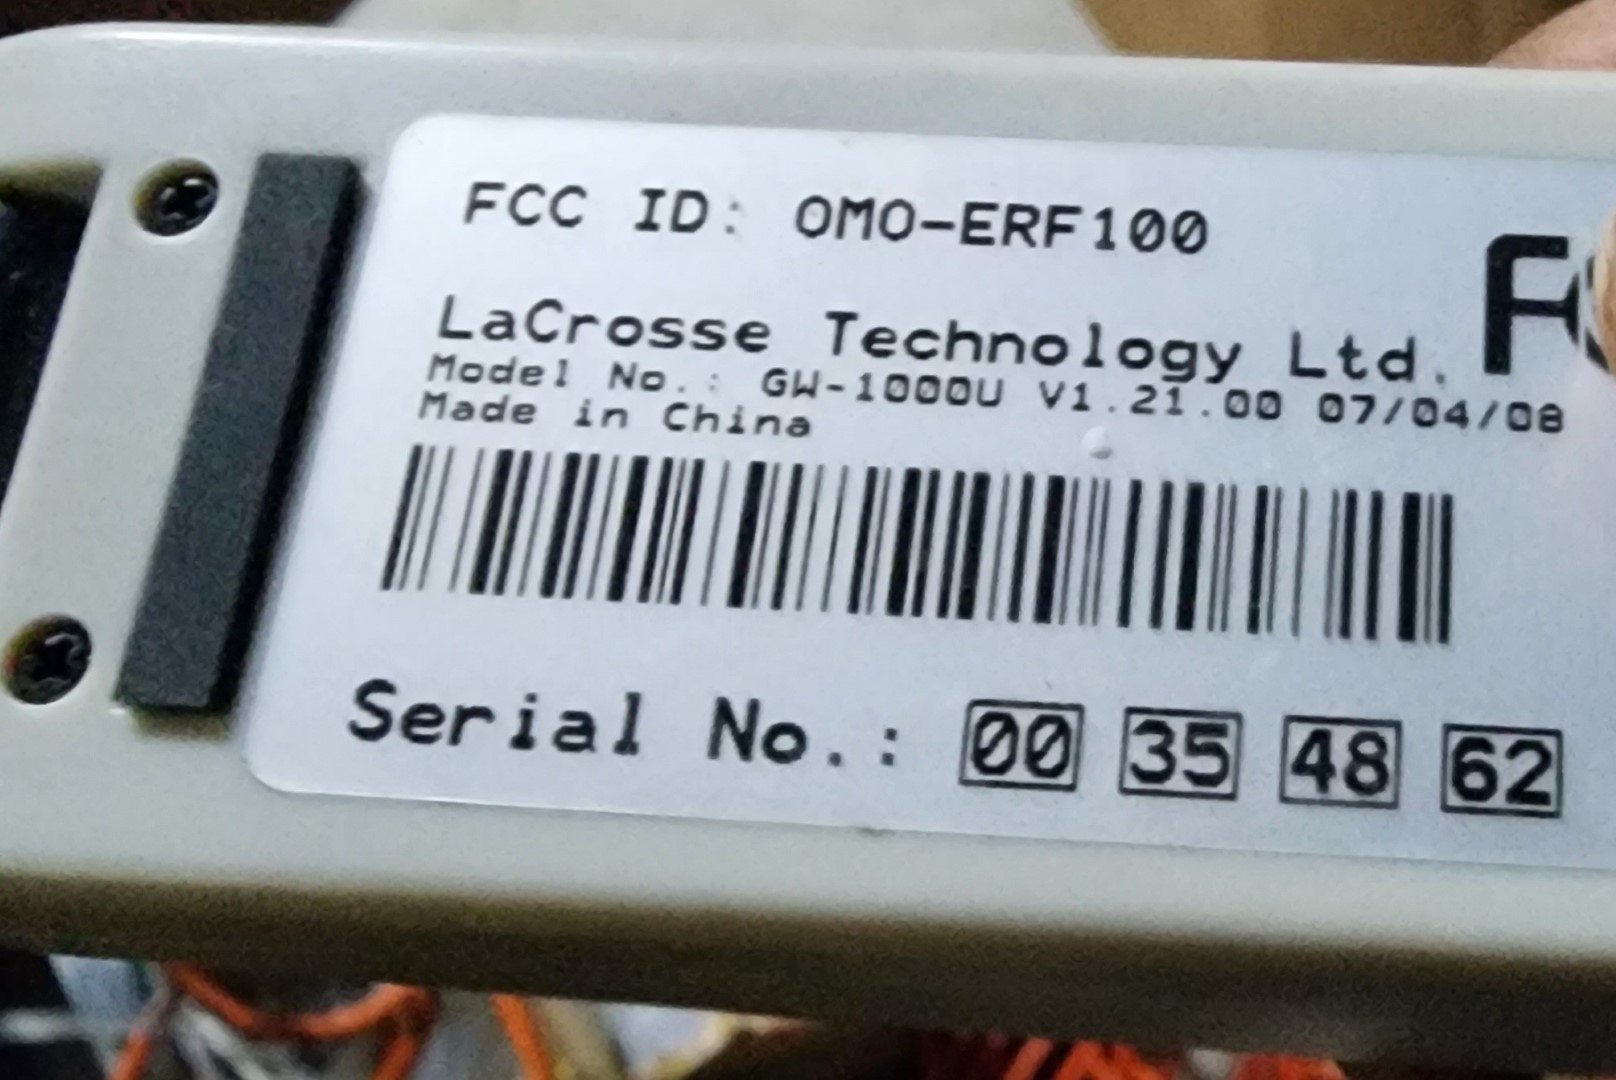 FCC ID: OMO-ERF100
LaCrosse Technology Ltd.
Model No.: GW-1000U V1.21.00 07/04/08
Made in China
Serial No.: 00 35 48 62